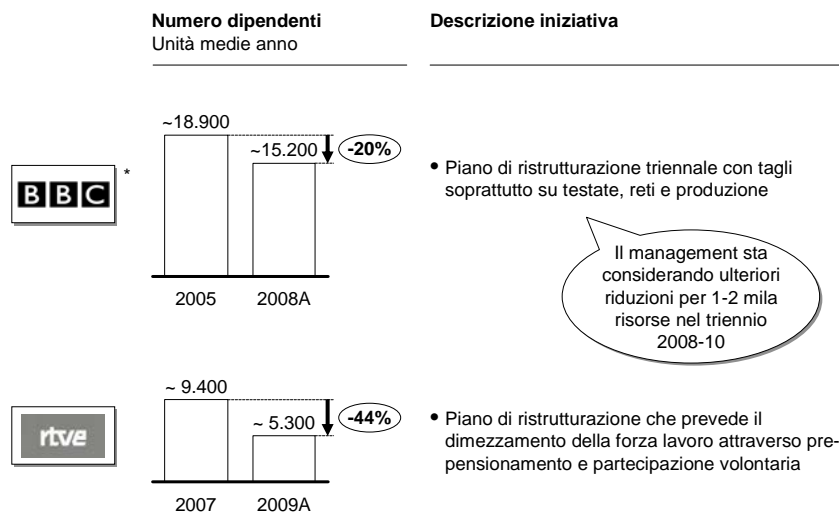 Numero dipendenti
Unità medie anno
Descrizione iniziativa
~18.900
~15.200
-20%
BBC
*
2005
2008A
• Piano di ristrutturazione triennale con tagli
soprattutto su testate, reti e produzione
Il management sta
considerando ulteriori
riduzioni per 1-2 mila
risorse nel triennio
2008-10
~ 9.400
~ 5.300
-44%
rtve
2007
2009A
• Piano di ristrutturazione che prevede il
dimezzamento della forza lavoro attraverso pre-
pensionamento e partecipazione volontaria